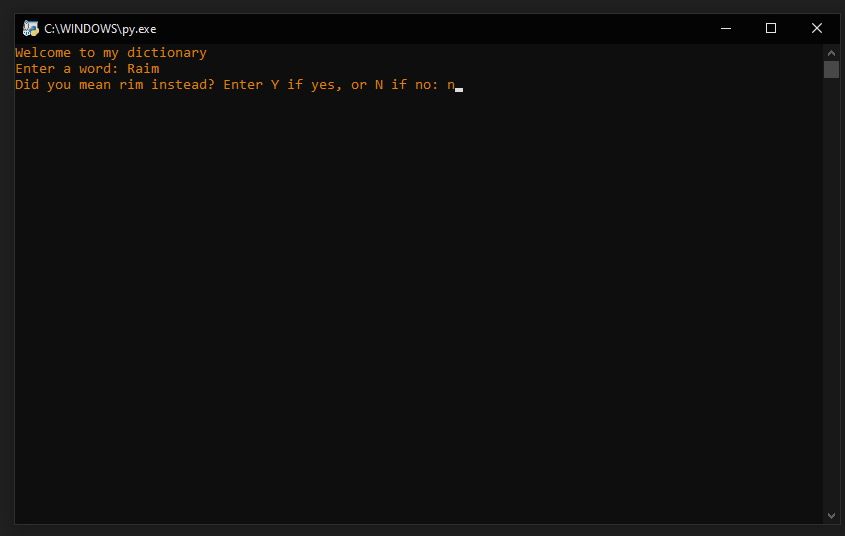 C:\WINDOWS\py.exe
Welcome to my dictionary
Enter a word: Raim
Did you mean rim instead? Enter Y if yes, or N if no: n